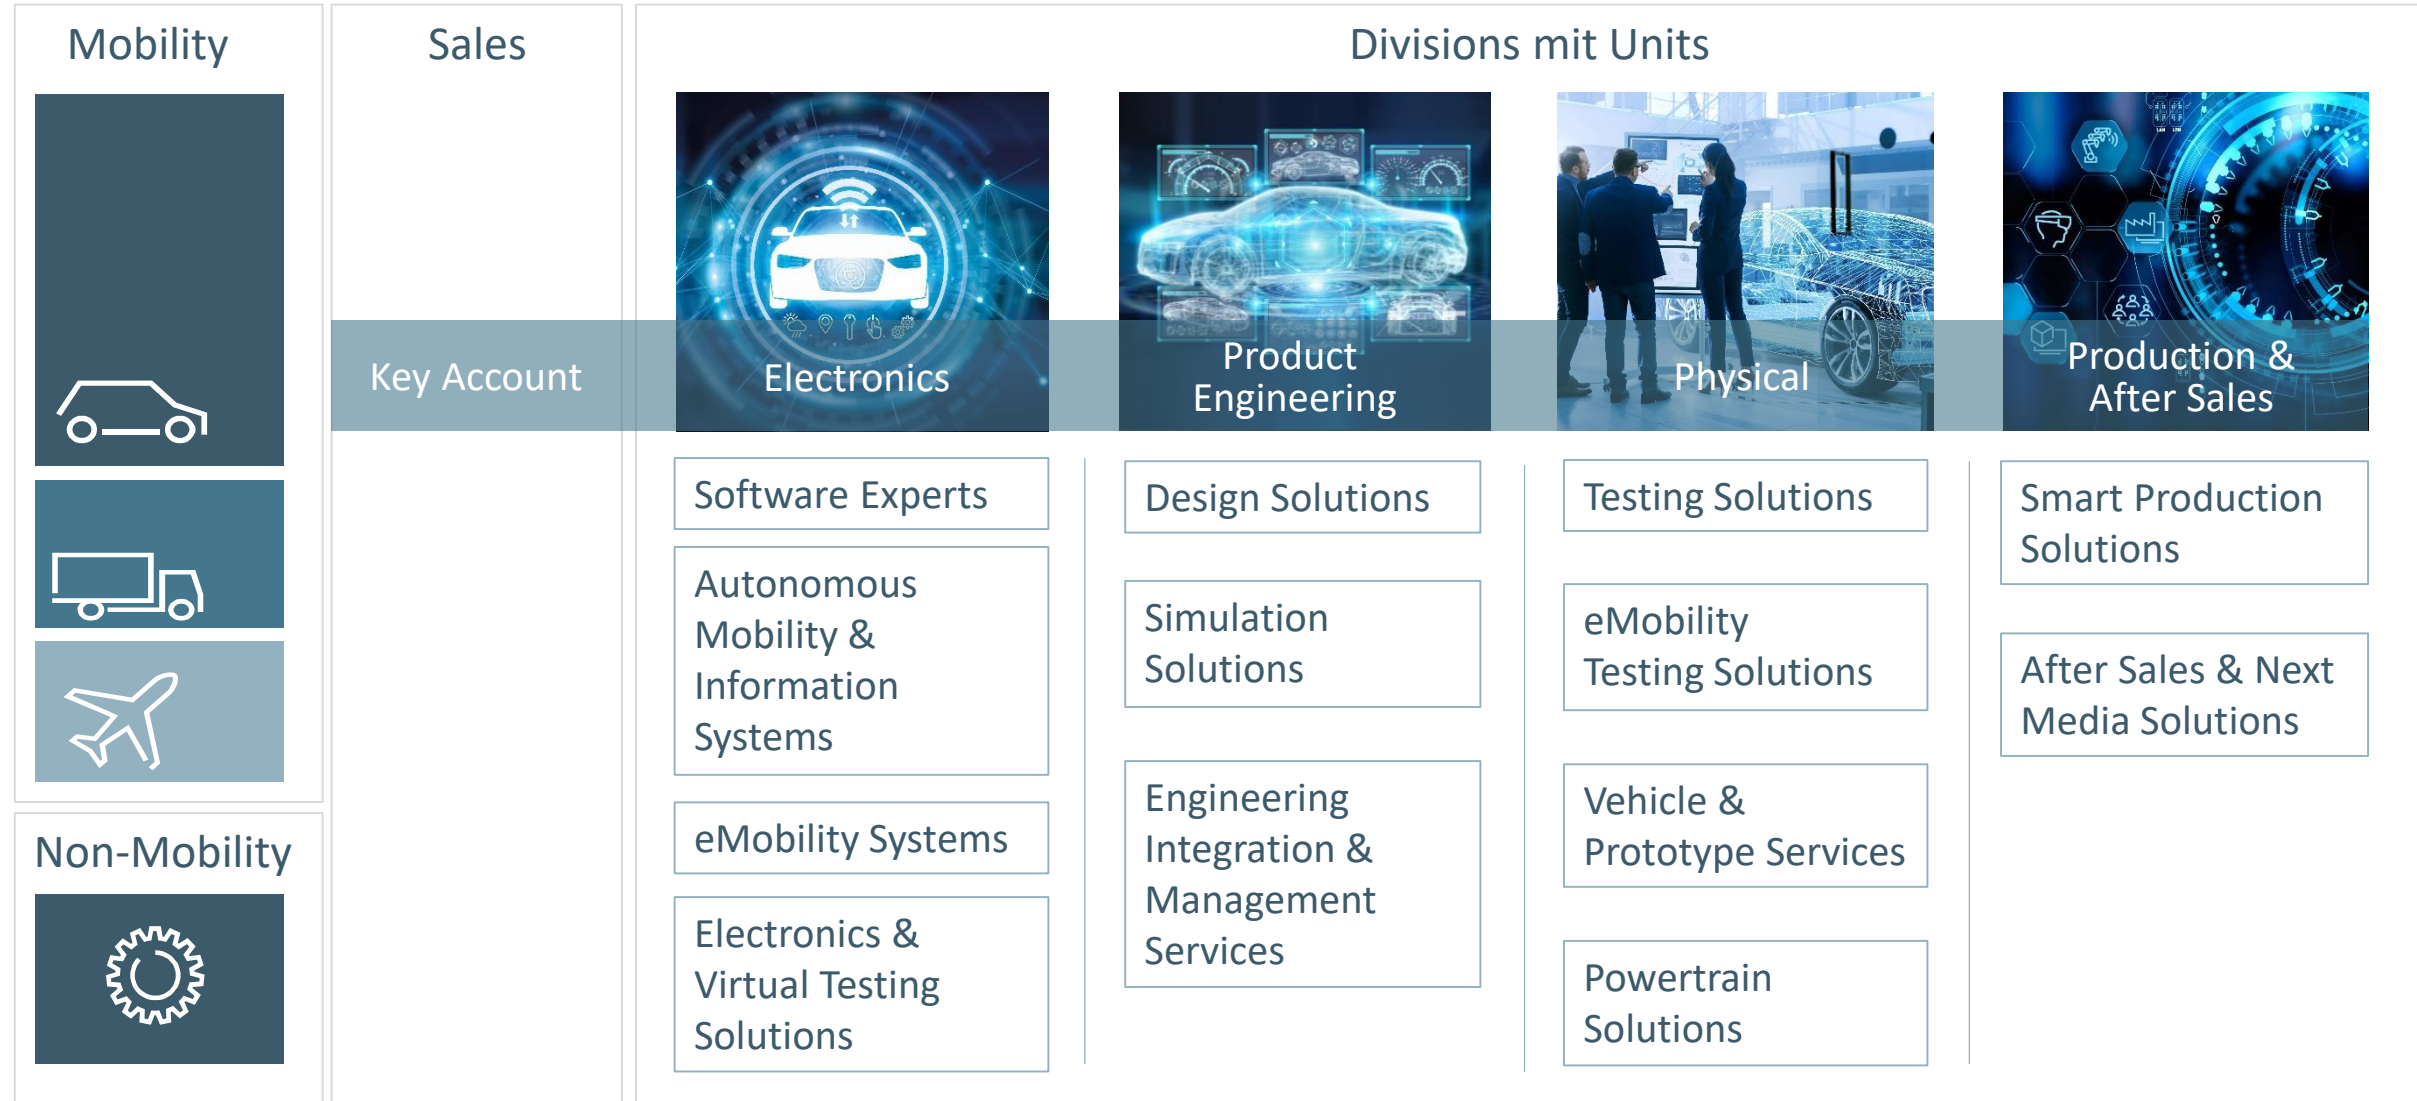 Mobility
Sales
Divisions mit Units
Key Account
Electronics
Product
Engineering
Physical
Production &
After Sales
Software Experts
Autonomous
Mobility &
Information
Systems
eMobility Systems
Electronics &
Virtual Testing
Solutions
Design Solutions
Simulation
Solutions
Engineering
Integration &
Management
Services
Testing Solutions
eMobility
Testing Solutions
Vehicle &
Prototype Services
Powertrain
Solutions
Smart Production
Solutions
After Sales & Next
Media Solutions
Non-Mobility